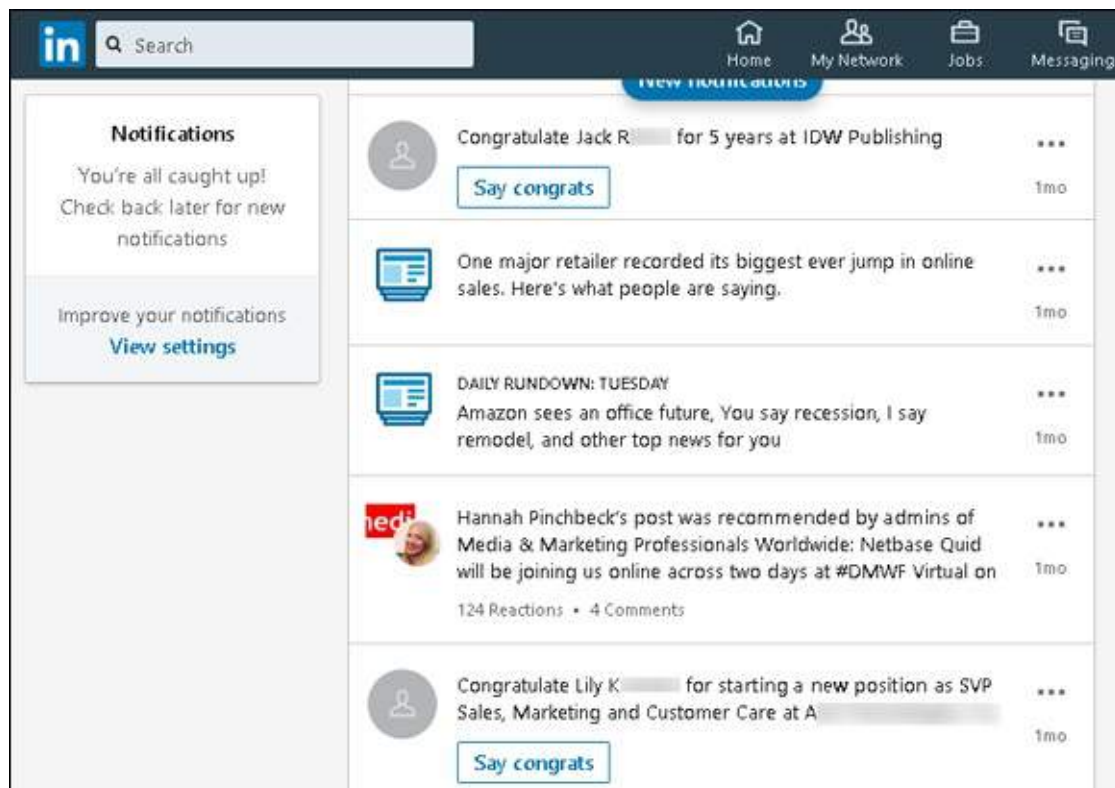 in
Search
Home
My Network
Jobs
Messaging
New notifications
Notifications
You're all caught up!
Check back later for new
notifications
Improve your notifications
View settings
Congratulate Jack R for 5 years at IDW Publishing
Say congrats
1mo
One major retailer recorded its biggest ever jump in online
sales. Here's what people are saying.
1mo
DAILY RUNDOWN: TUESDAY
Amazon sees an office future, You say recession, I say
remodel, and other top news for you
1mo
nedi
Hannah Pinchbeck's post was recommended by admins of
Media & Marketing Professionals Worldwide: Netbase Quid
will be joining us online across two days at #DMWF Virtual on
124 Reactions • 4 Comments
1mo
Congratulate Lily K for starting a new position as SVP
Sales, Marketing and Customer Care at A
Say congrats
1mo